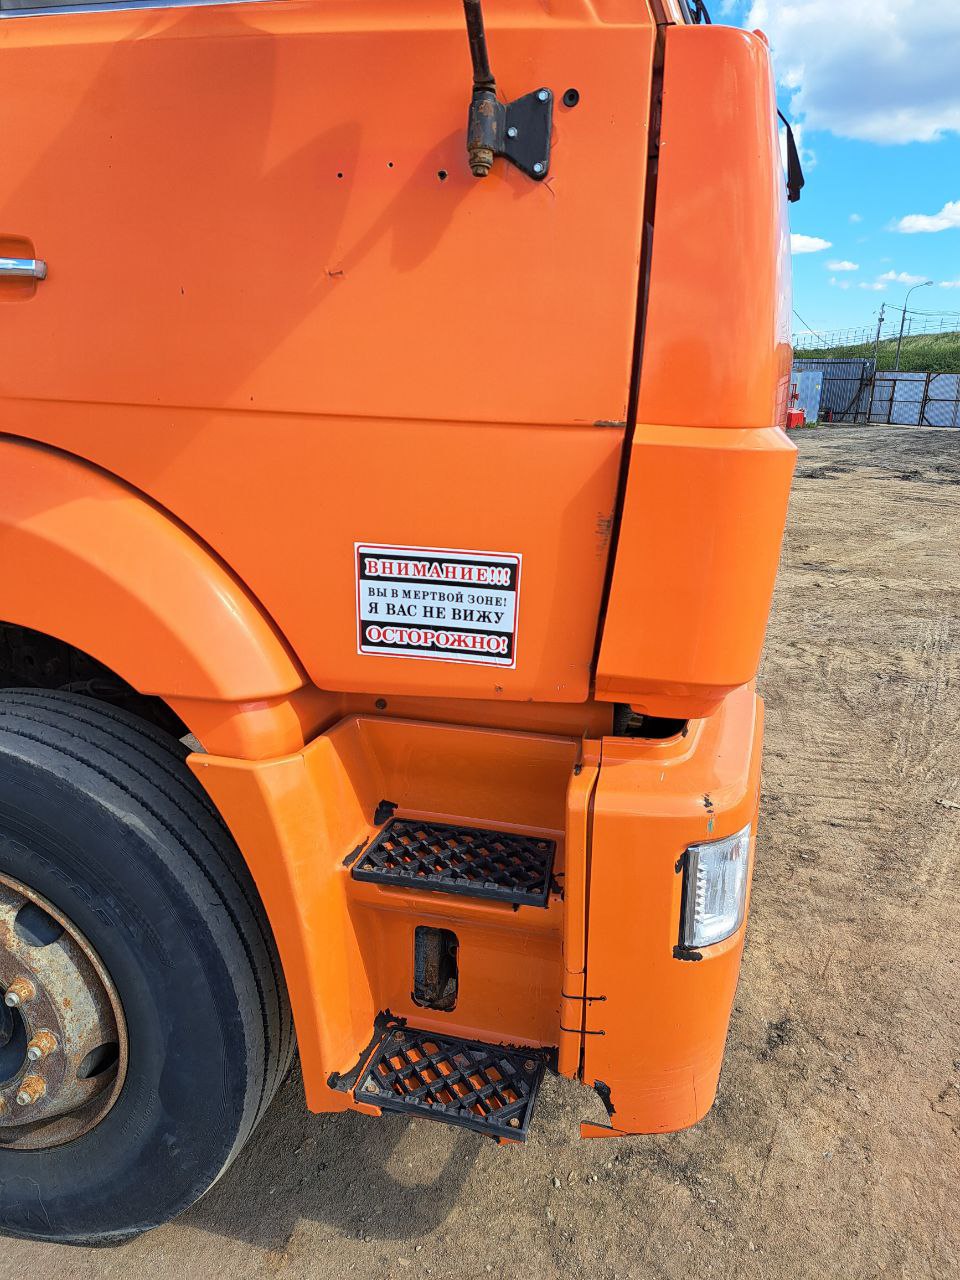 ВНИМАНИЕ!!!
ВЫ В МЕРТВОЙ ЗОНЕ!
Я ВАС НЕ ВИЖУ
ОСТОРОЖНО!